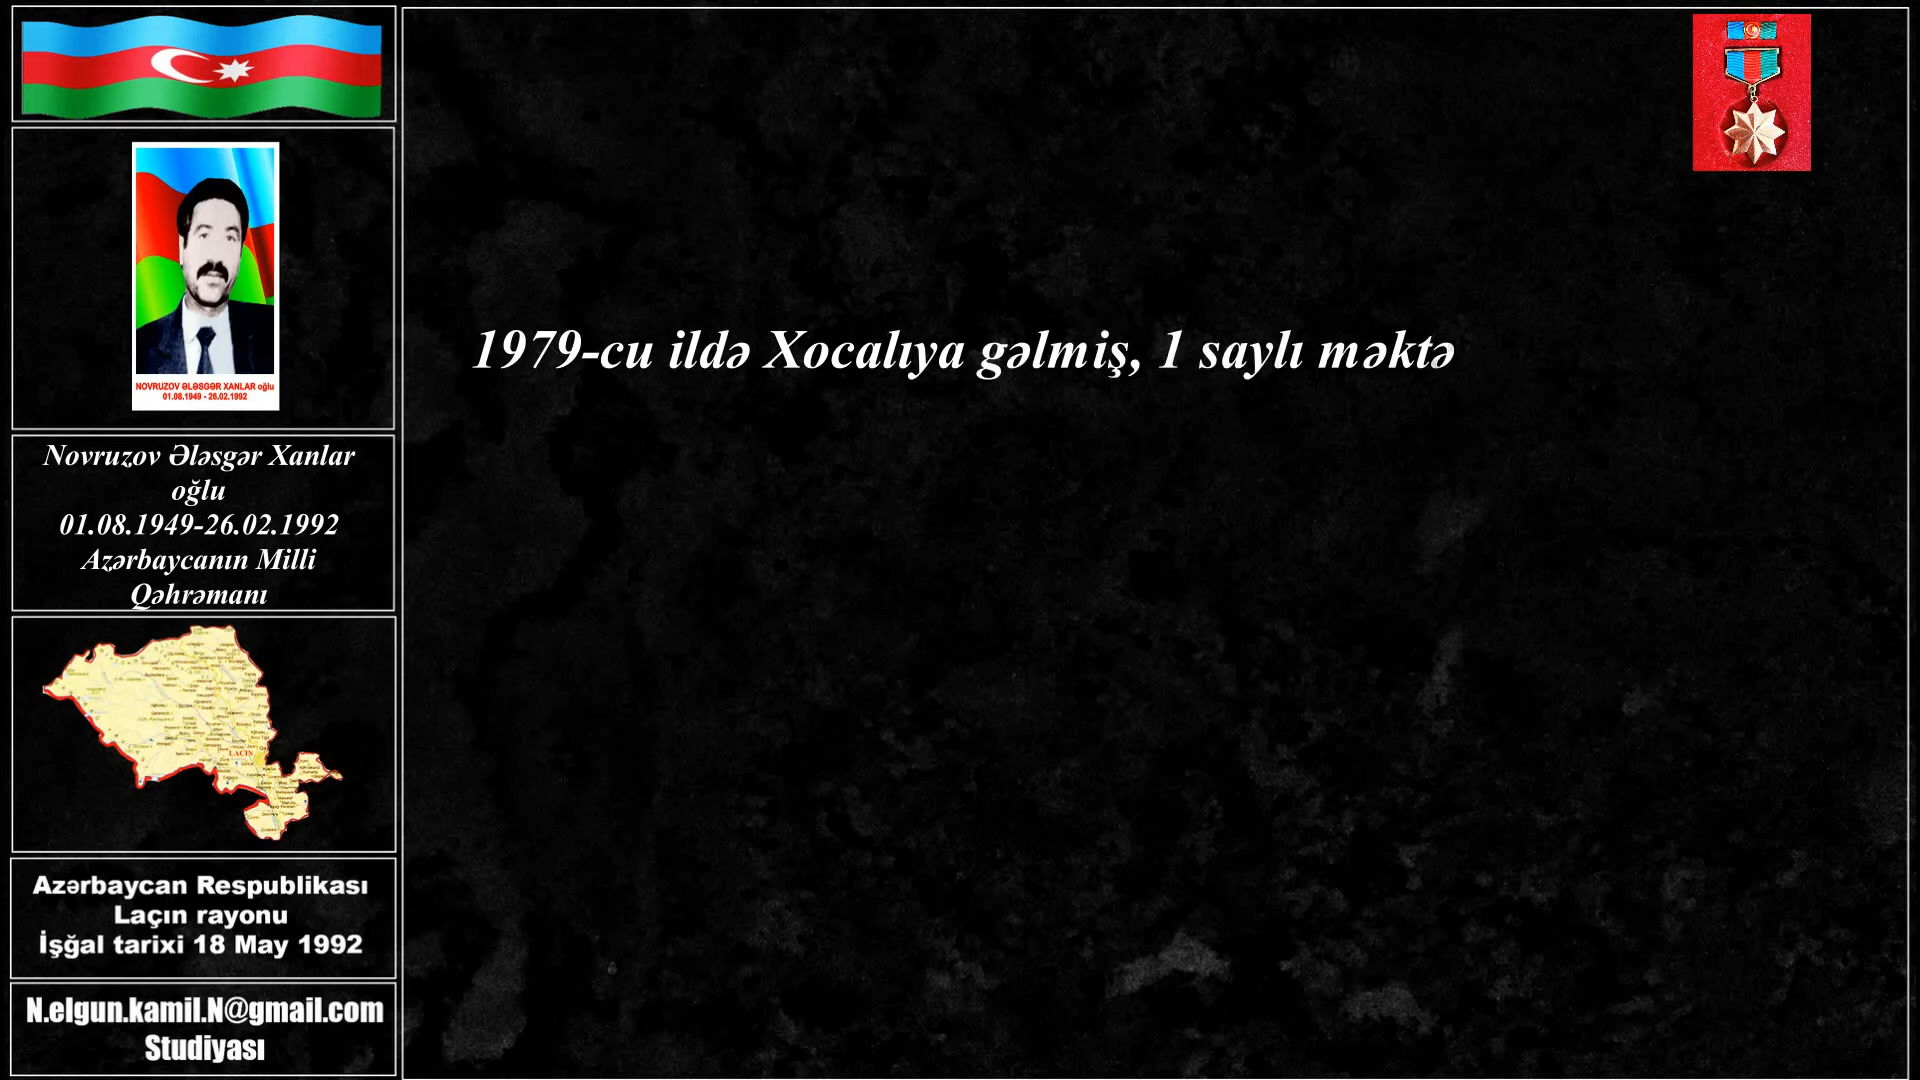 NOVRUZOV ƏLƏSGƏR XANLAR oğlu
01.08.1949 - 26.02.1992
Novruzov Ələsgər Xanlar
oğlu
01.08.1949-26.02.1992
Azərbaycanın Milli
Qəhrəmanı
LAÇIN
Azərbaycan Respublikası
Laçın rayonu
İşğal tarixi 18 May 1992
N.elgun.kamil.N@gmail.com
Studiyası
1979-cu ildə Xocalıya gəlmiş, 1 saylı məktə